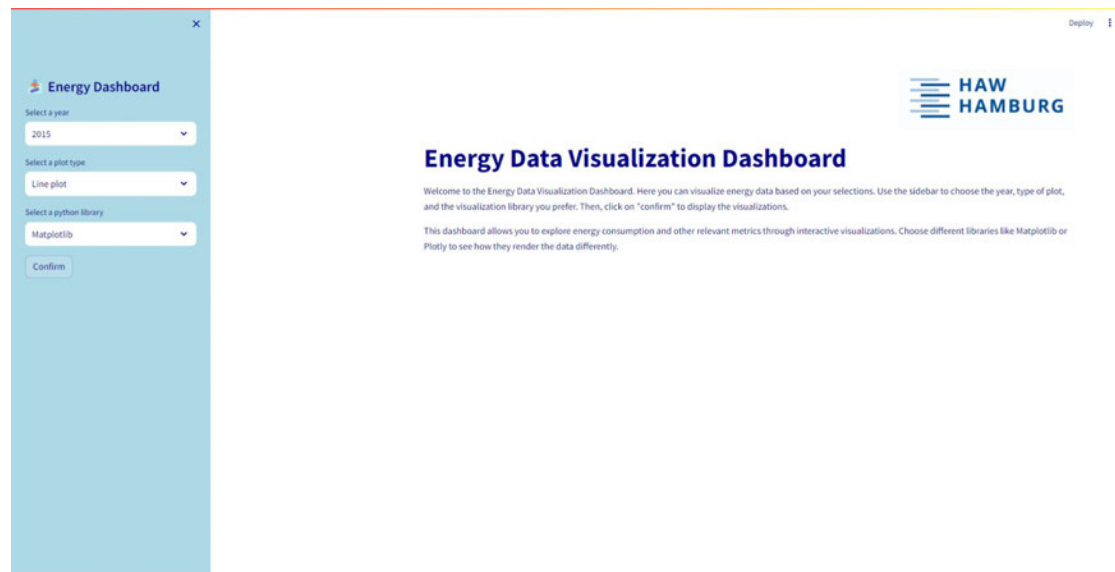 Deploy
Energy Dashboard
Select a year
2015
Select a plot type
Line plot
Select a python library
Matplotlib
Confirm
HAW
HAMBURG
Energy Data Visualization Dashboard
Welcome to the Energy Data Visualization Dashboard. Here you can visualize energy data based on your selections. Use the sidebar to choose the year, type of plot,
and the visualization library you prefer. Then, click on "confirm" to display the visualizations.
This dashboard allows you to explore energy consumption and other relevant metrics through interactive visualizations. Choose different libraries like Matplotlib or
Plotly to see how they render the data differently.